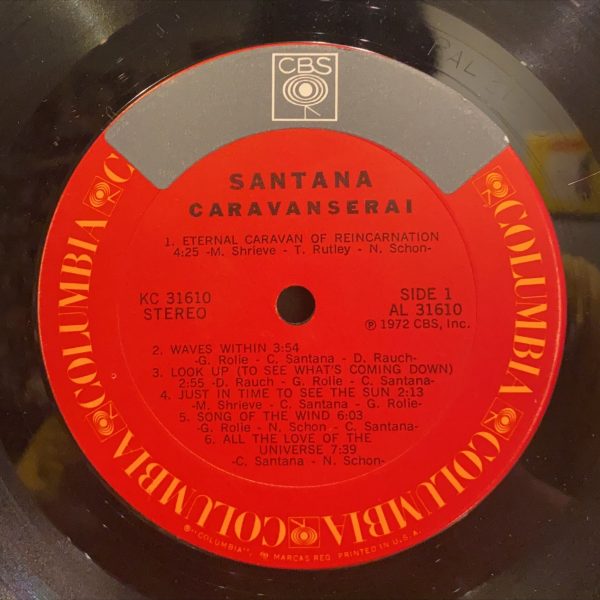 CBS
SANTANA
CARAVANSERAI
1. ETERNAL CARAVAN OF REINCARNATION
4:25 -M. Shrieve - T. Rutley - N. Schon-
KC 31610
STEREO
SIDE 1
AL 31610
℗ 1972 CBS, Inc.
2. WAVES WITHIN 3:54
-G. Rolie - C. Santana - D. Rauch-
3. LOOK UP (TO SEE WHAT'S COMING DOWN)
2:55 -D. Rauch - G. Rolie - C. Santana-
4. JUST IN TIME TO SEE THE SUN 2:13
-M. Shrieve - C. Santana - G. Rolie-
5. SONG OF THE WIND 6:03
-G. Rolie - N. Schon - C. Santana-
6. ALL THE LOVE OF THE
UNIVERSE 7:39
-C. Santana - N. Schon-
COLUMBIA
COLUMBIA
COLUMBIA
COLUMBIA
C
®"COLUMBIA", MARCAS REG. PRINTED IN U.S.A.